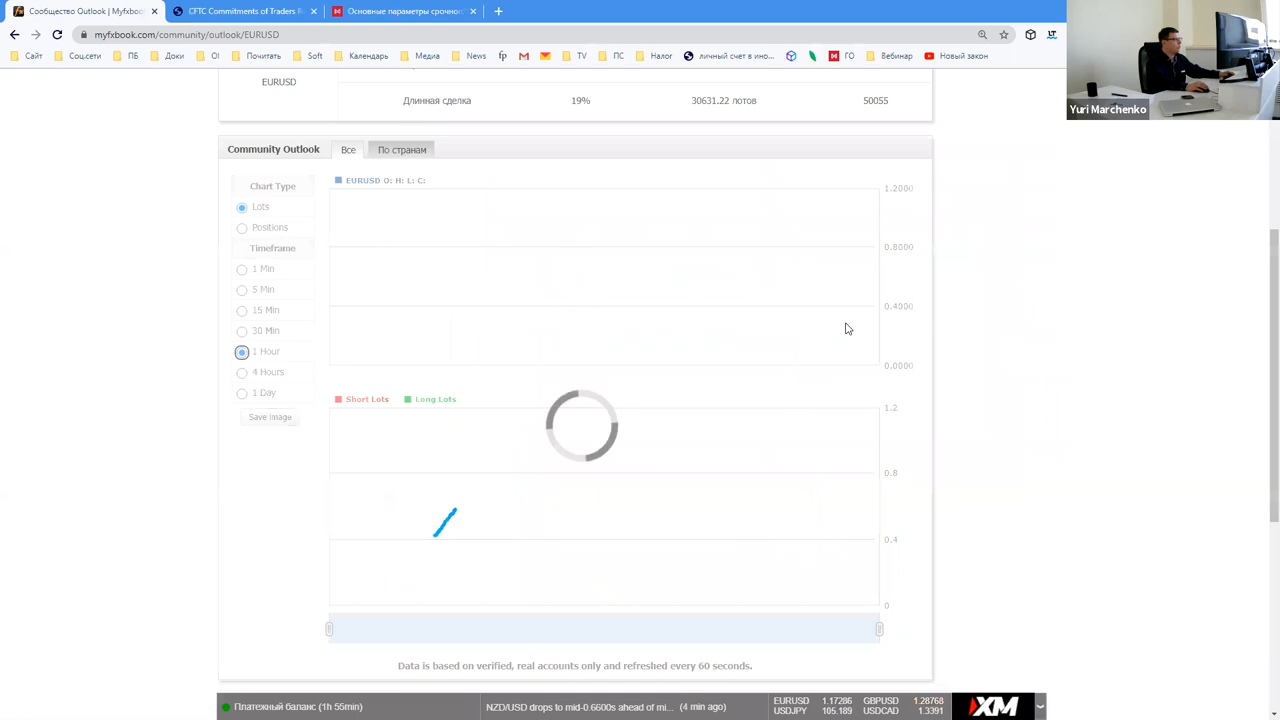 Сообщество Outlook | Myfxbook
CFTC Commitments of Traders R
Основные параметры срочног
myfxbook.com/community/outlook/EURUSD
Сайт Соц.сети Пб Доки Почитать Soft Календарь Медиа News fp TV ПС Налог личный счет в ино... ГО Вебинар Новый закон
Yuri Marchenko
EURUSD
Длинная сделка 19% 30631.22 лотов 50055
Community Outlook Все По странам
Chart Type
Lots
Positions
Timeframe
1 Min
5 Min
15 Min
30 Min
1 Hour
4 Hours
1 Day
Save Image
EURUSD O: H: L: C:
1.2000
0.8000
0.4000
0.0000
Short Lots Long Lots
1.2
0.8
0.4
0
Data is based on verified, real accounts only and refreshed every 60 seconds.
Платежный баланс (1h 55min)
NZD/USD drops to mid-0.6600s ahead of mi... (4 min ago)
EURUSD 1.17286 GBPUSD 1.28768
USDJPY 105.189 USDCAD 1.3391
XM